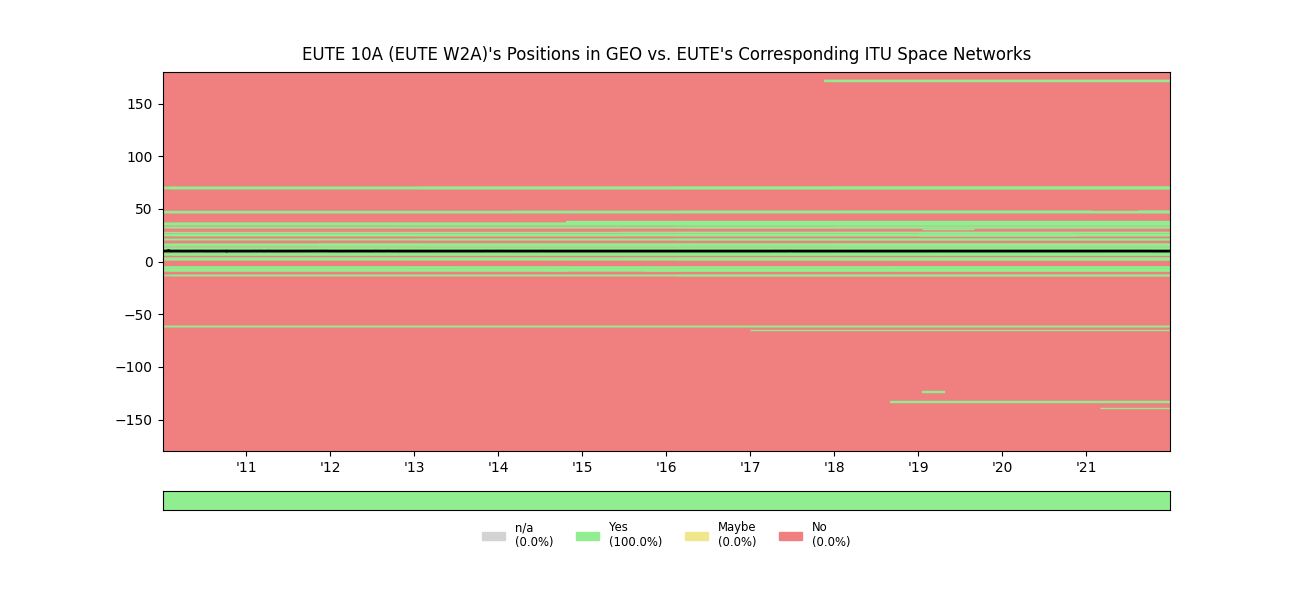 EUTE 10A (EUTE W2A)'s Positions in GEO vs. EUTE's Corresponding ITU Space Networks
150
100
50
0
−50
−100
−150
'11 '12 '13 '14 '15 '16 '17 '18 '19 '20 '21
n/a Yes Maybe No
(0.0%) (100.0%) (0.0%) (0.0%)